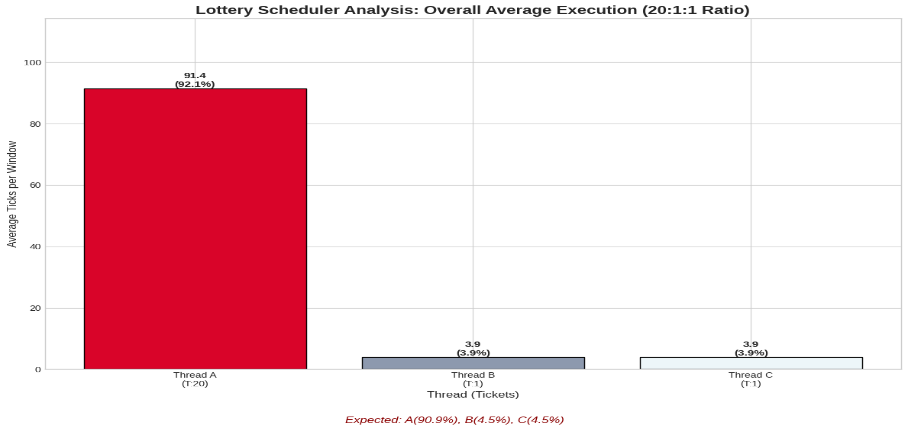 Lottery Scheduler Analysis: Overall Average Execution (20:1:1 Ratio)
Average Ticks per Window
100
80
60
40
20
0
91.4
(92.1%)
3.9
(3.9%)
3.9
(3.9%)
Thread A
(T:20)
Thread B
(T:1)
Thread C
(T:1)
Thread (Tickets)
Expected: A(90.9%), B(4.5%), C(4.5%)